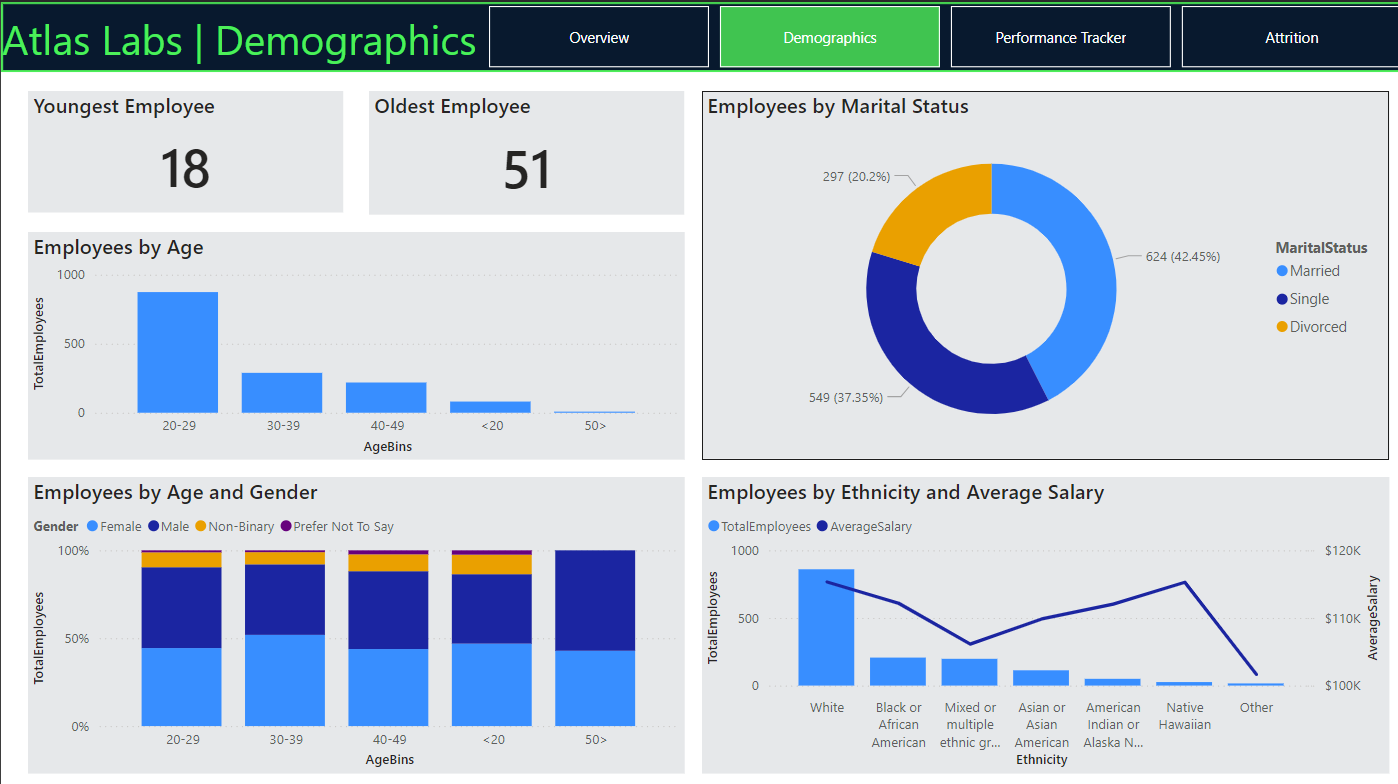 Atlas Labs | Demographics
Overview
Demographics
Performance Tracker
Attrition
Youngest Employee
18
Oldest Employee
51
Employees by Marital Status
297 (20.2%)
624 (42.45%)
549 (37.35%)
MaritalStatus
Married
Single
Divorced
Employees by Age
TotalEmployees
1000
500
0
20-29
30-39
40-49
<20
50>
AgeBins
Employees by Age and Gender
Gender
Female
Male
Non-Binary
Prefer Not To Say
TotalEmployees
100%
50%
0%
20-29
30-39
40-49
<20
50>
AgeBins
Employees by Ethnicity and Average Salary
TotalEmployees
AverageSalary
TotalEmployees
1000
500
0
$120K
$110K
$100K
AverageSalary
White
Black or
African
American
Mixed or
multiple
ethnic gr...
Asian or
Asian
American
American
Indian or
Alaska N...
Native
Hawaiian
Other
Ethnicity